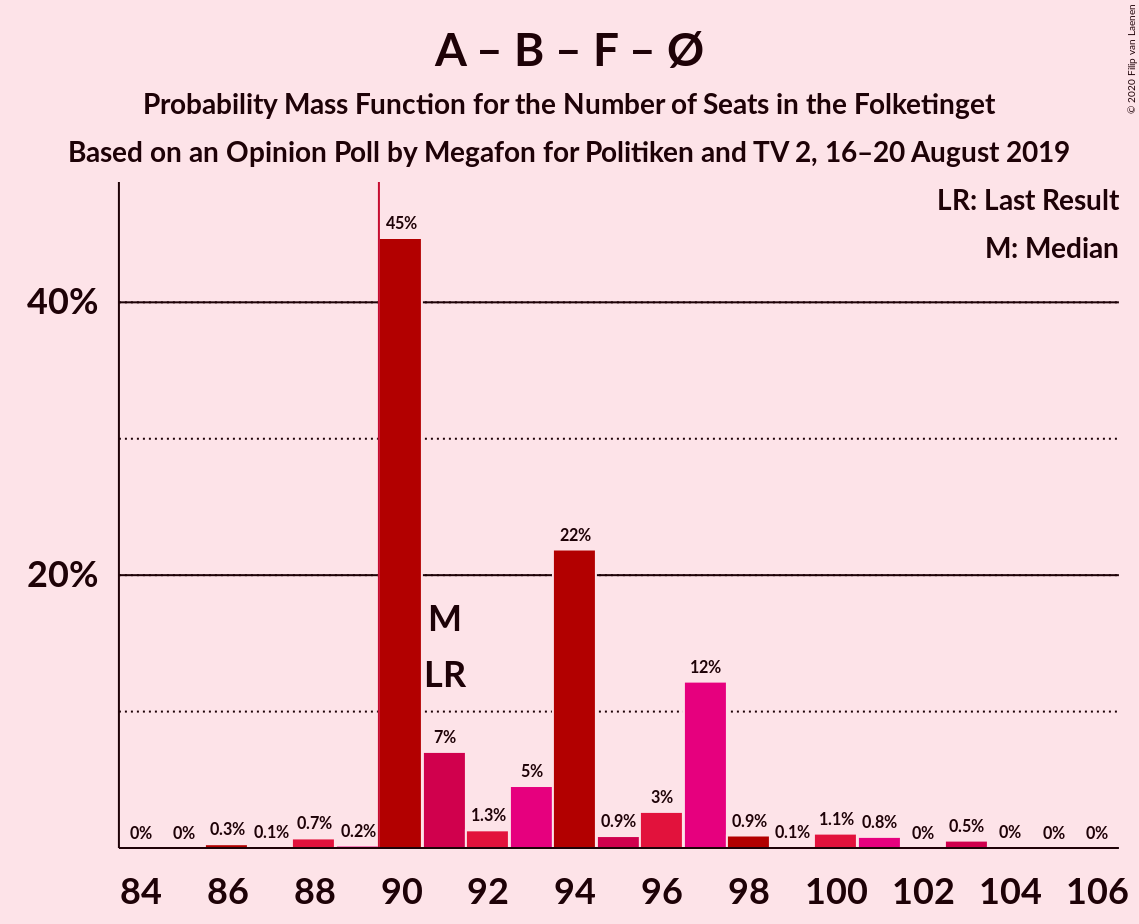 A – B – F – Ø
Probability Mass Function for the Number of Seats in the Folketinget
Based on an Opinion Poll by Megafon for Politiken and TV 2, 16–20 August 2019
© 2020 Filip van Laenen
LR: Last Result
M: Median
45%
40%
22%
20%
M
LR
12%
7%
5%
3%
1.3%
0% 0% 0.3% 0.1% 0.7% 0.2% 0.9% 0.9% 0.1% 1.1% 0.8% 0% 0.5% 0% 0% 0%
84 86 88 90 92 94 96 98 100 102 104 106